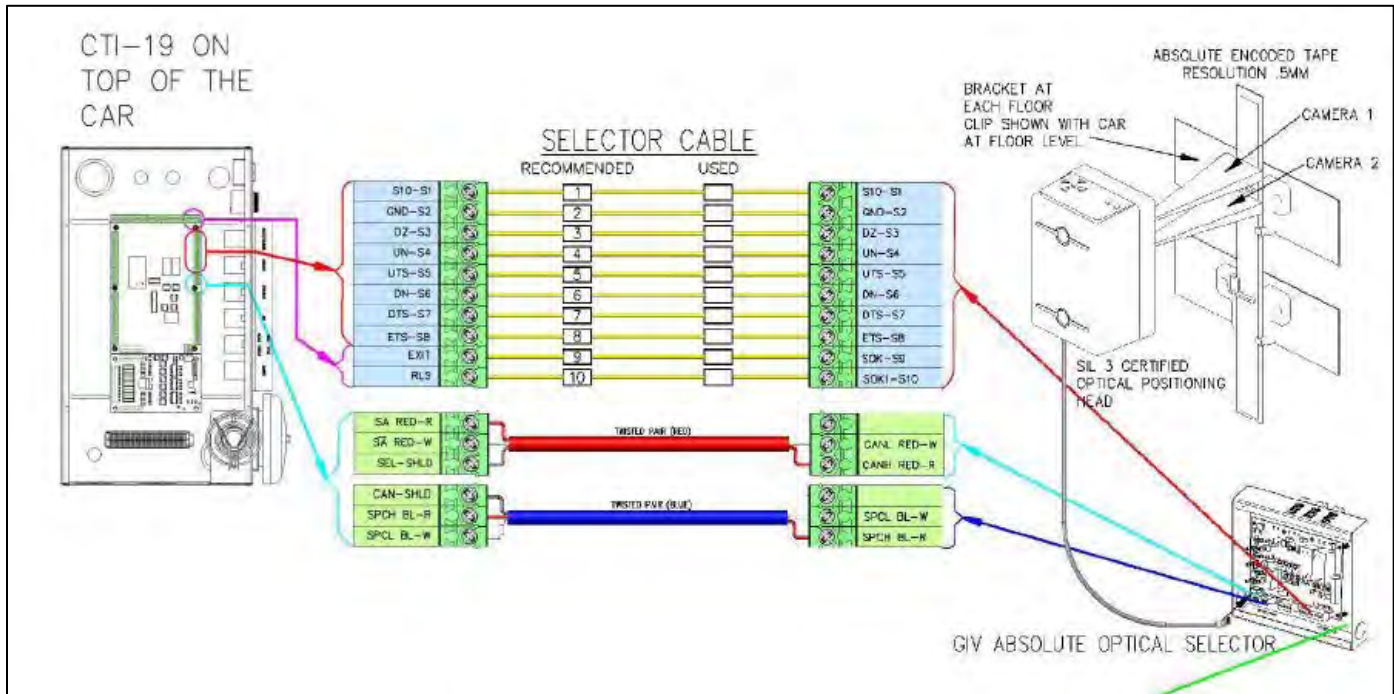 CTI-19 ON
TOP OF THE
CAR
SELECTOR CABLE
RECOMMENDED
USED
S10-S1
1
S10-S1
GND-S2
2
GND-S2
DZ-S3
3
DZ-S3
UN-S4
4
UN-S4
UTS-S5
5
UTS-S5
DN-S6
6
DN-S6
DTS-S7
7
DTS-S7
ETS-S8
8
ETS-S8
EXIT
9
SOK-S9
RLS
10
SOK1-S10
SA RED-R
SA RED-W
SEL-SHLD
TWISTED PAIR (RED)
CANL RED-W
CANH RED-R
CAN-SHLD
SPCH BL-R
SPCL BL-W
TWISTED PAIR (BLUE)
SPCL BL-W
SPCH BL-R
ABSOLUTE ENCODED TAPE
RESOLUTION .5MM
BRACKET AT
EACH FLOOR
CLIP SHOWN WITH CAR
AT FLOOR LEVEL
CAMERA 1
CAMERA 2
SIL 3 CERTIFIED
OPTICAL POSITIONING
HEAD
GIV ABSOLUTE OPTICAL SELECTOR